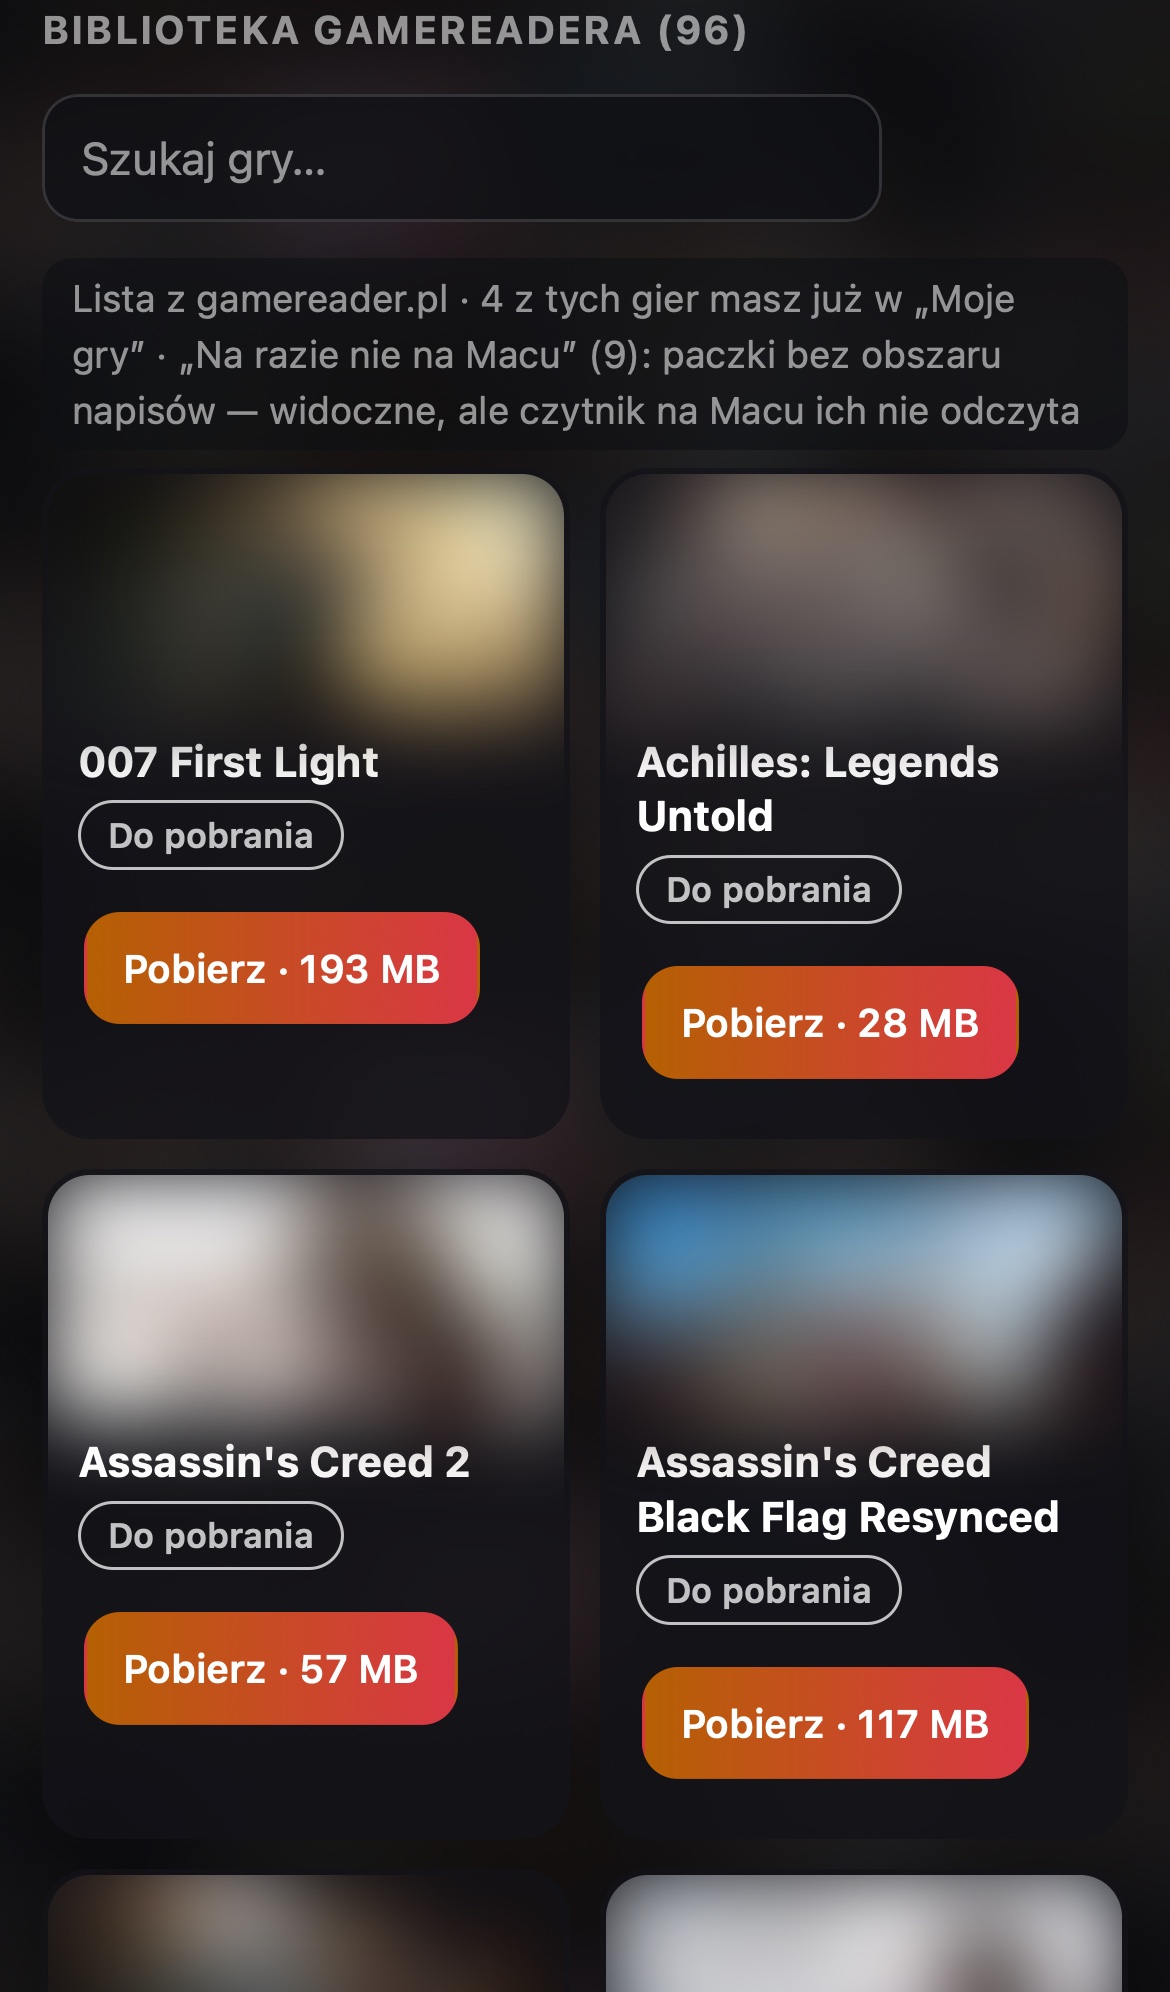 BIBLIOTEKA GAMEREADERA (96)
Szukaj gry...
Lista z gamereader.pl · 4 z tych gier masz już w „Moje
gry” · „Na razie nie na Macu” (9): paczki bez obszaru
napisów — widoczne, ale czytnik na Macu ich nie odczyta
007 First Light
Do pobrania
Pobierz · 193 MB
Achilles: Legends
Untold
Do pobrania
Pobierz · 28 MB
Assassin's Creed 2
Do pobrania
Pobierz · 57 MB
Assassin's Creed
Black Flag Resynced
Do pobrania
Pobierz · 117 MB